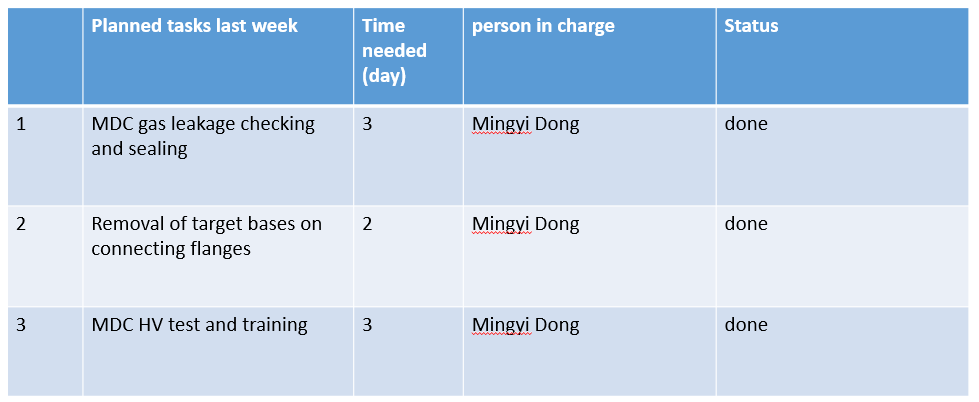 Planned tasks last week
Time
needed
(day)
person in charge
Status
1
MDC gas leakage checking
and sealing
3
Mingyi Dong
done
2
Removal of target bases on
connecting flanges
2
Mingyi Dong
done
3
MDC HV test and training
3
Mingyi Dong
done